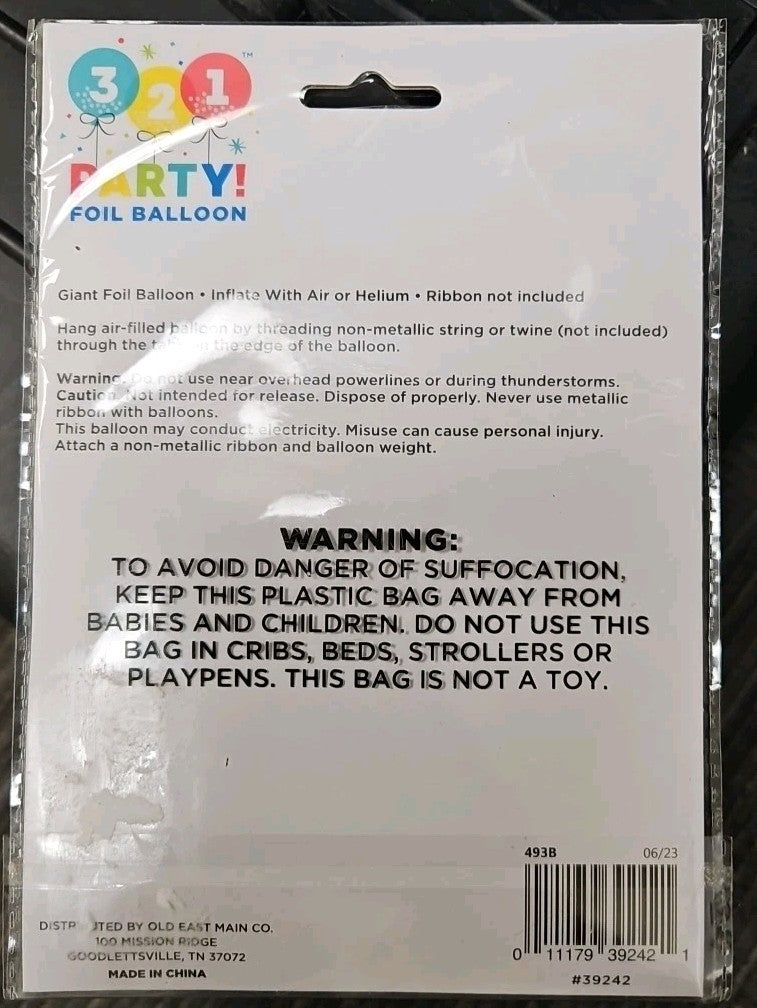 3 2 1 ™
PARTY!
FOIL BALLOON
Giant Foil Balloon • Inflate With Air or Helium • Ribbon not included
Hang air-filled balloon by threading non-metallic string or twine (not included)
through the the edge of the balloon.
Warning: Do not use near overhead powerlines or during thunderstorms.
Caution: Not intended for release. Dispose of properly. Never use metallic
ribbon with balloons.
This balloon may conduct electricity. Misuse can cause personal injury.
Attach a non-metallic ribbon and balloon weight.
WARNING:
TO AVOID DANGER OF SUFFOCATION,
KEEP THIS PLASTIC BAG AWAY FROM
BABIES AND CHILDREN. DO NOT USE THIS
BAG IN CRIBS, BEDS, STROLLERS OR
PLAYPENS. THIS BAG IS NOT A TOY.
493B 06/23
DISTRIBUTED BY OLD EAST MAIN CO.
100 MISSION RIDGE
GOODLETTSVILLE, TN 37072
MADE IN CHINA
0 11179 39242 1
#39242